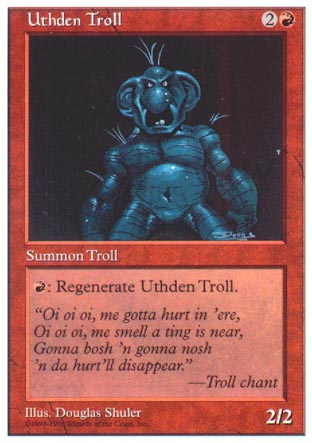 Uthden Troll 2
Summon Troll
: Regenerate Uthden Troll.
“Oi oi oi, me gotta hurt in 'ere,
Oi oi oi, me smell a ting is near,
Gonna bosh 'n gonna nosh
'n da hurt'll disappear.”
—Troll chant
Illus. Douglas Shuler
2/2